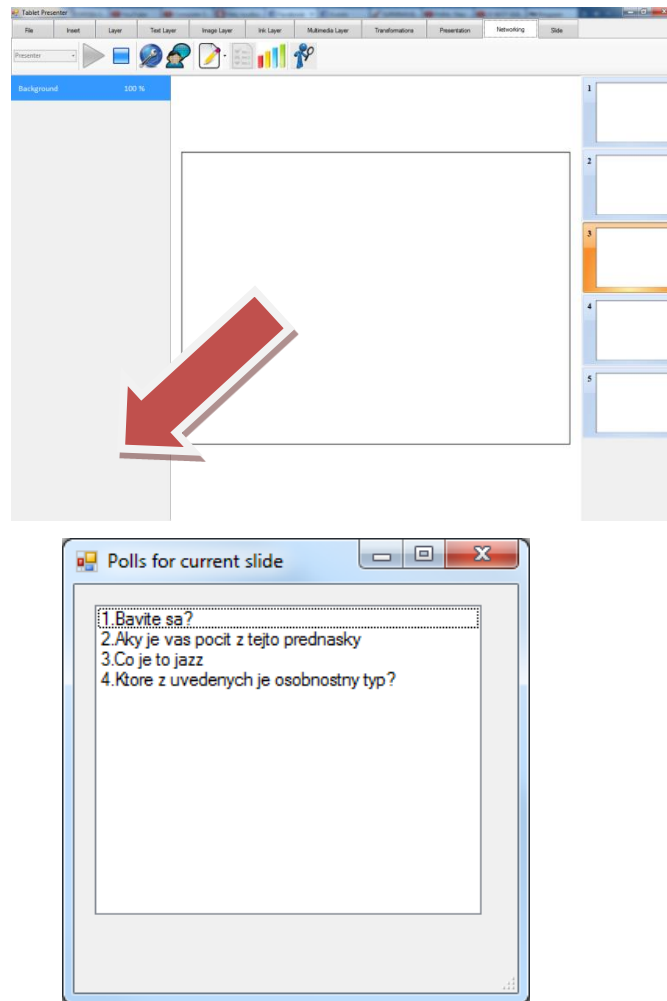 Tablet Presenter
File Insert Layer Text Layer Image Layer Ink Layer Multimedia Layer Transformations Presentation Networking Slide
Presenter
Background 100 %
1
2
3
4
5
Polls for current slide
1.Bavite sa?
2.Aky je vas pocit z tejto prednasky
3.Co je to jazz
4.Ktore z uvedenych je osobnostny typ?